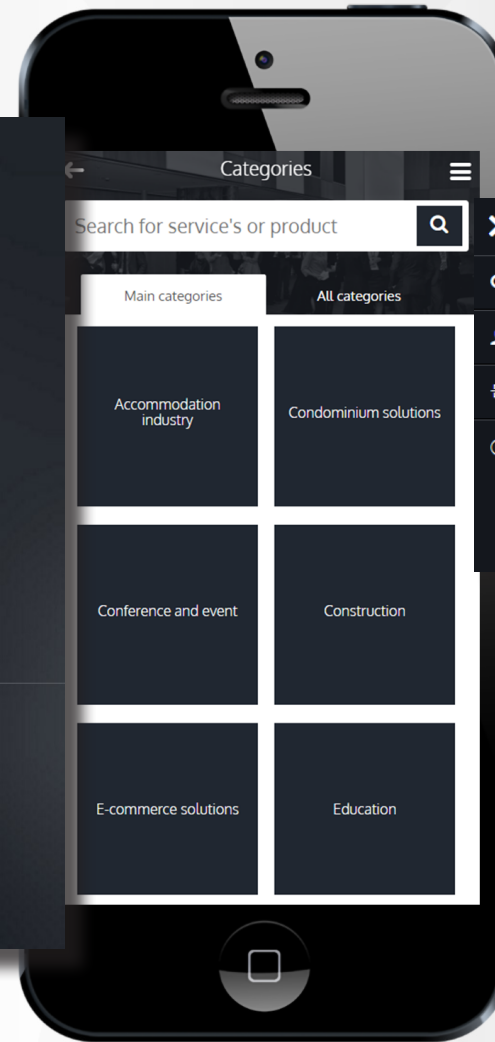 Categories
Search for service's or product
Main categories
All categories
Accommodation
industry
Condominium solutions
Conference and event
Construction
E-commerce solutions
Education